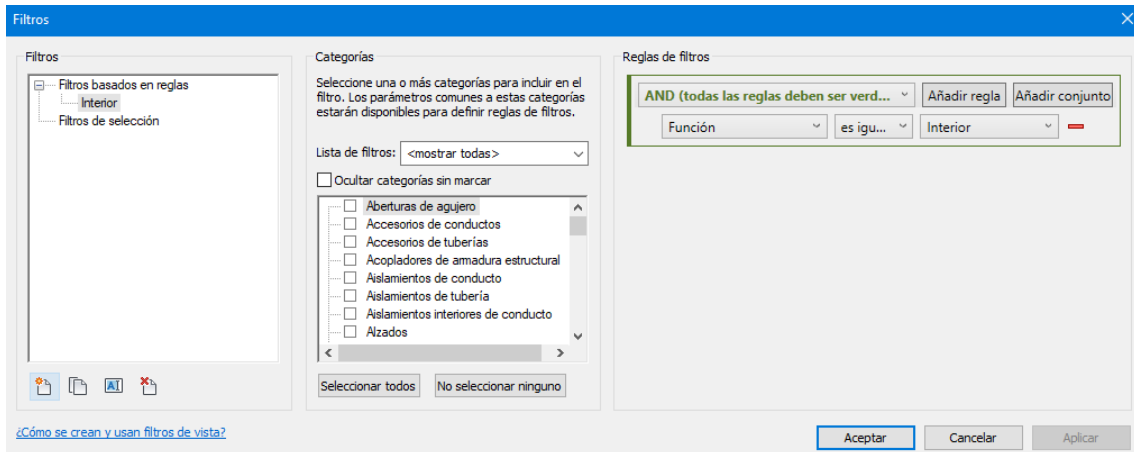 Filtros
Filtros
Filtros basados en reglas
Interior
Filtros de selección
¿Cómo se crean y usan filtros de vista?
Categorías
Seleccione una o más categorías para incluir en el
filtro. Los parámetros comunes a estas categorías
estarán disponibles para definir reglas de filtros.
Lista de filtros: <mostrar todas>
Ocultar categorías sin marcar
Aberturas de agujero
Accesorios de conductos
Accesorios de tuberías
Acopladores de armadura estructural
Aislamientos de conducto
Aislamientos de tubería
Aislamientos interiores de conducto
Alzados
Seleccionar todos No seleccionar ninguno
Reglas de filtros
AND (todas las reglas deben ser verd... Añadir regla Añadir conjunto
Función es igu... Interior
Aceptar Cancelar Aplicar